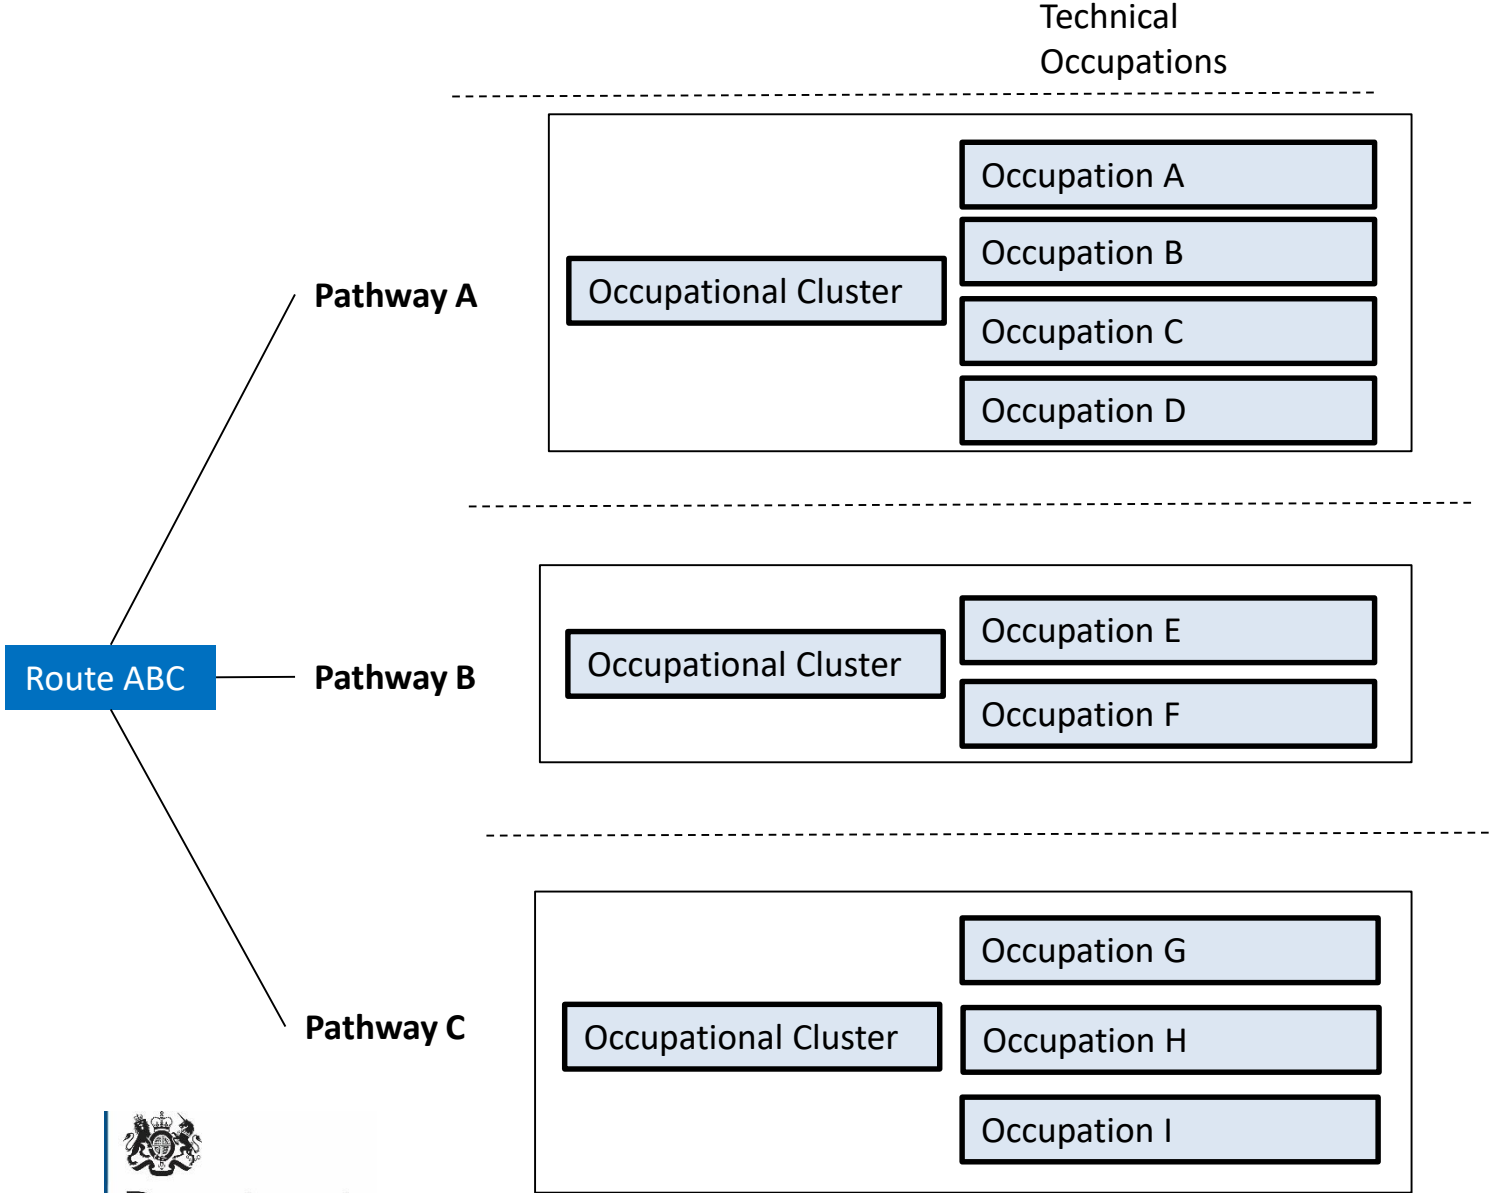 Technical
Occupations
Occupation A
Occupation B
Pathway A
Occupational Cluster
Occupation C
Occupation D
Occupation E
Route ABC
Pathway B
Occupational Cluster
Occupation F
Occupation G
Pathway C
Occupational Cluster
Occupation H
Occupation I